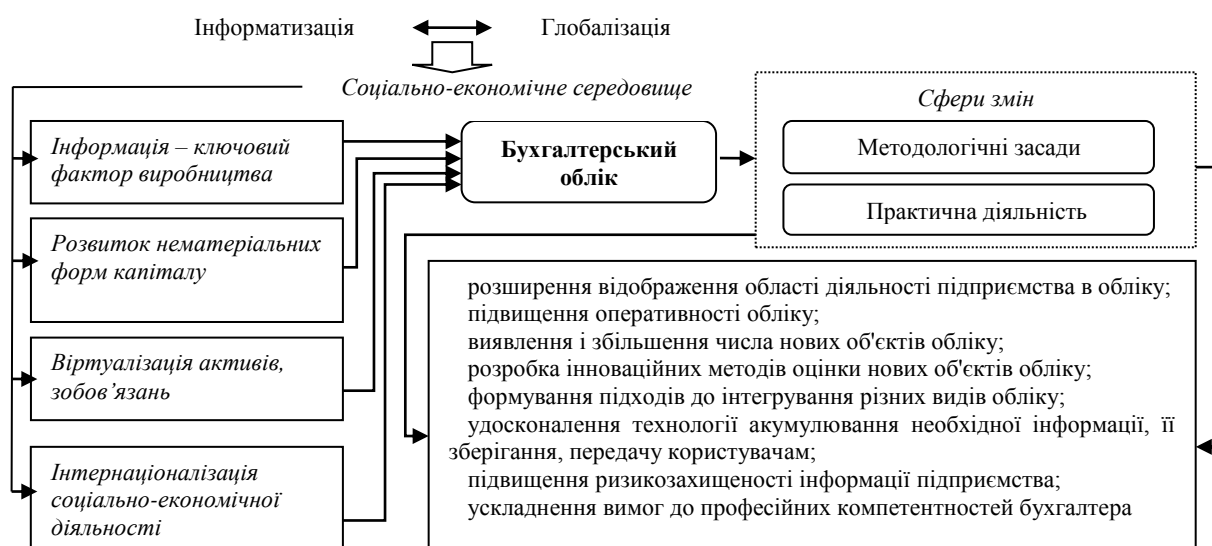 Інформатизація Глобалізація
Соціально-економічне середовище
Інформація – ключовий
фактор виробництва
Розвиток нематеріальних
форм капіталу
Віртуалізація активів,
зобов’язань
Інтернаціоналізація
соціально-економічної
діяльності
Бухгалтерський
облік
Сфери змін
Методологічні засади
Практична діяльність
розширення відображення області діяльності підприємства в обліку;
підвищення оперативності обліку;
виявлення і збільшення числа нових об'єктів обліку;
розробка інноваційних методів оцінки нових об'єктів обліку;
формування підходів до інтегрування різних видів обліку;
удосконалення технології акумулювання необхідної інформації, її
зберігання, передачу користувачам;
підвищення ризикозахищеності інформації підприємства;
ускладнення вимог до професійних компетентностей бухгалтера